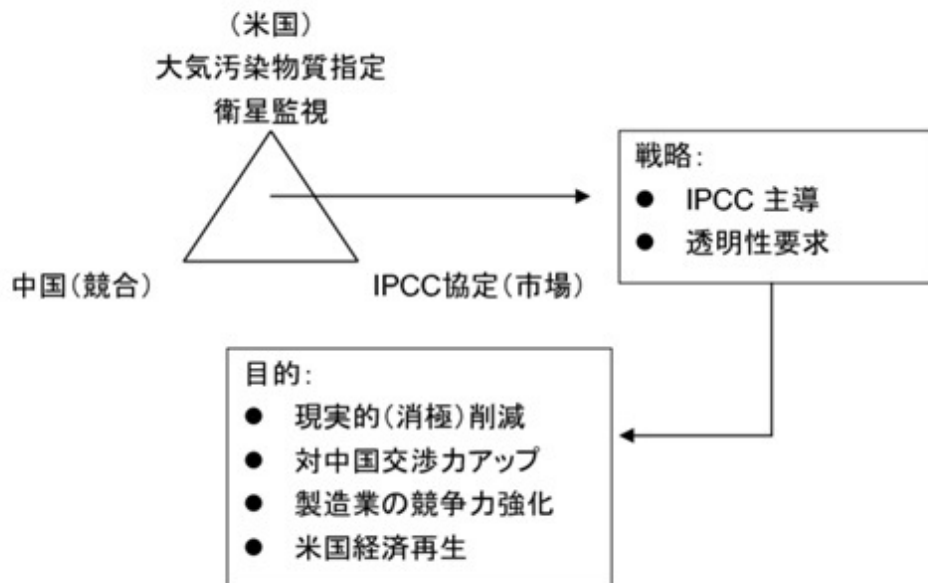 （米国）
大気汚染物質指定
衛星監視
戦略：
● IPCC 主導
● 透明性要求
中国（競合）
IPCC協定（市場）
目的：
● 現実的（消極）削減
● 対中国交渉力アップ
● 製造業の競争力強化
● 米国経済再生